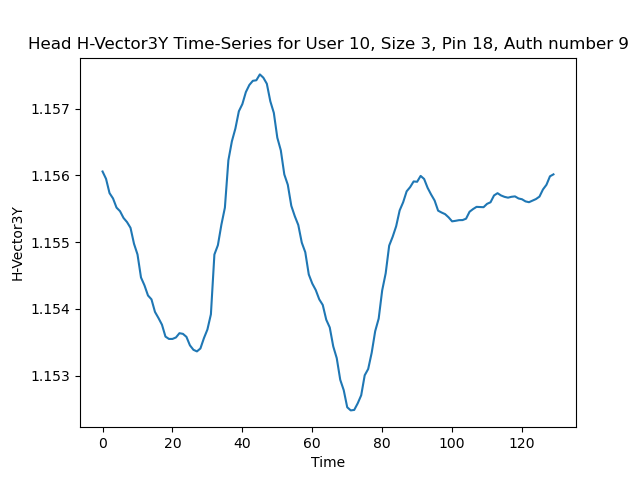 Head H-Vector3Y Time-Series for User 10, Size 3, Pin 18, Auth number 9
1.157
1.156
1.155
1.154
1.153
H-Vector3Y
0 20 40 60 80 100 120
Time